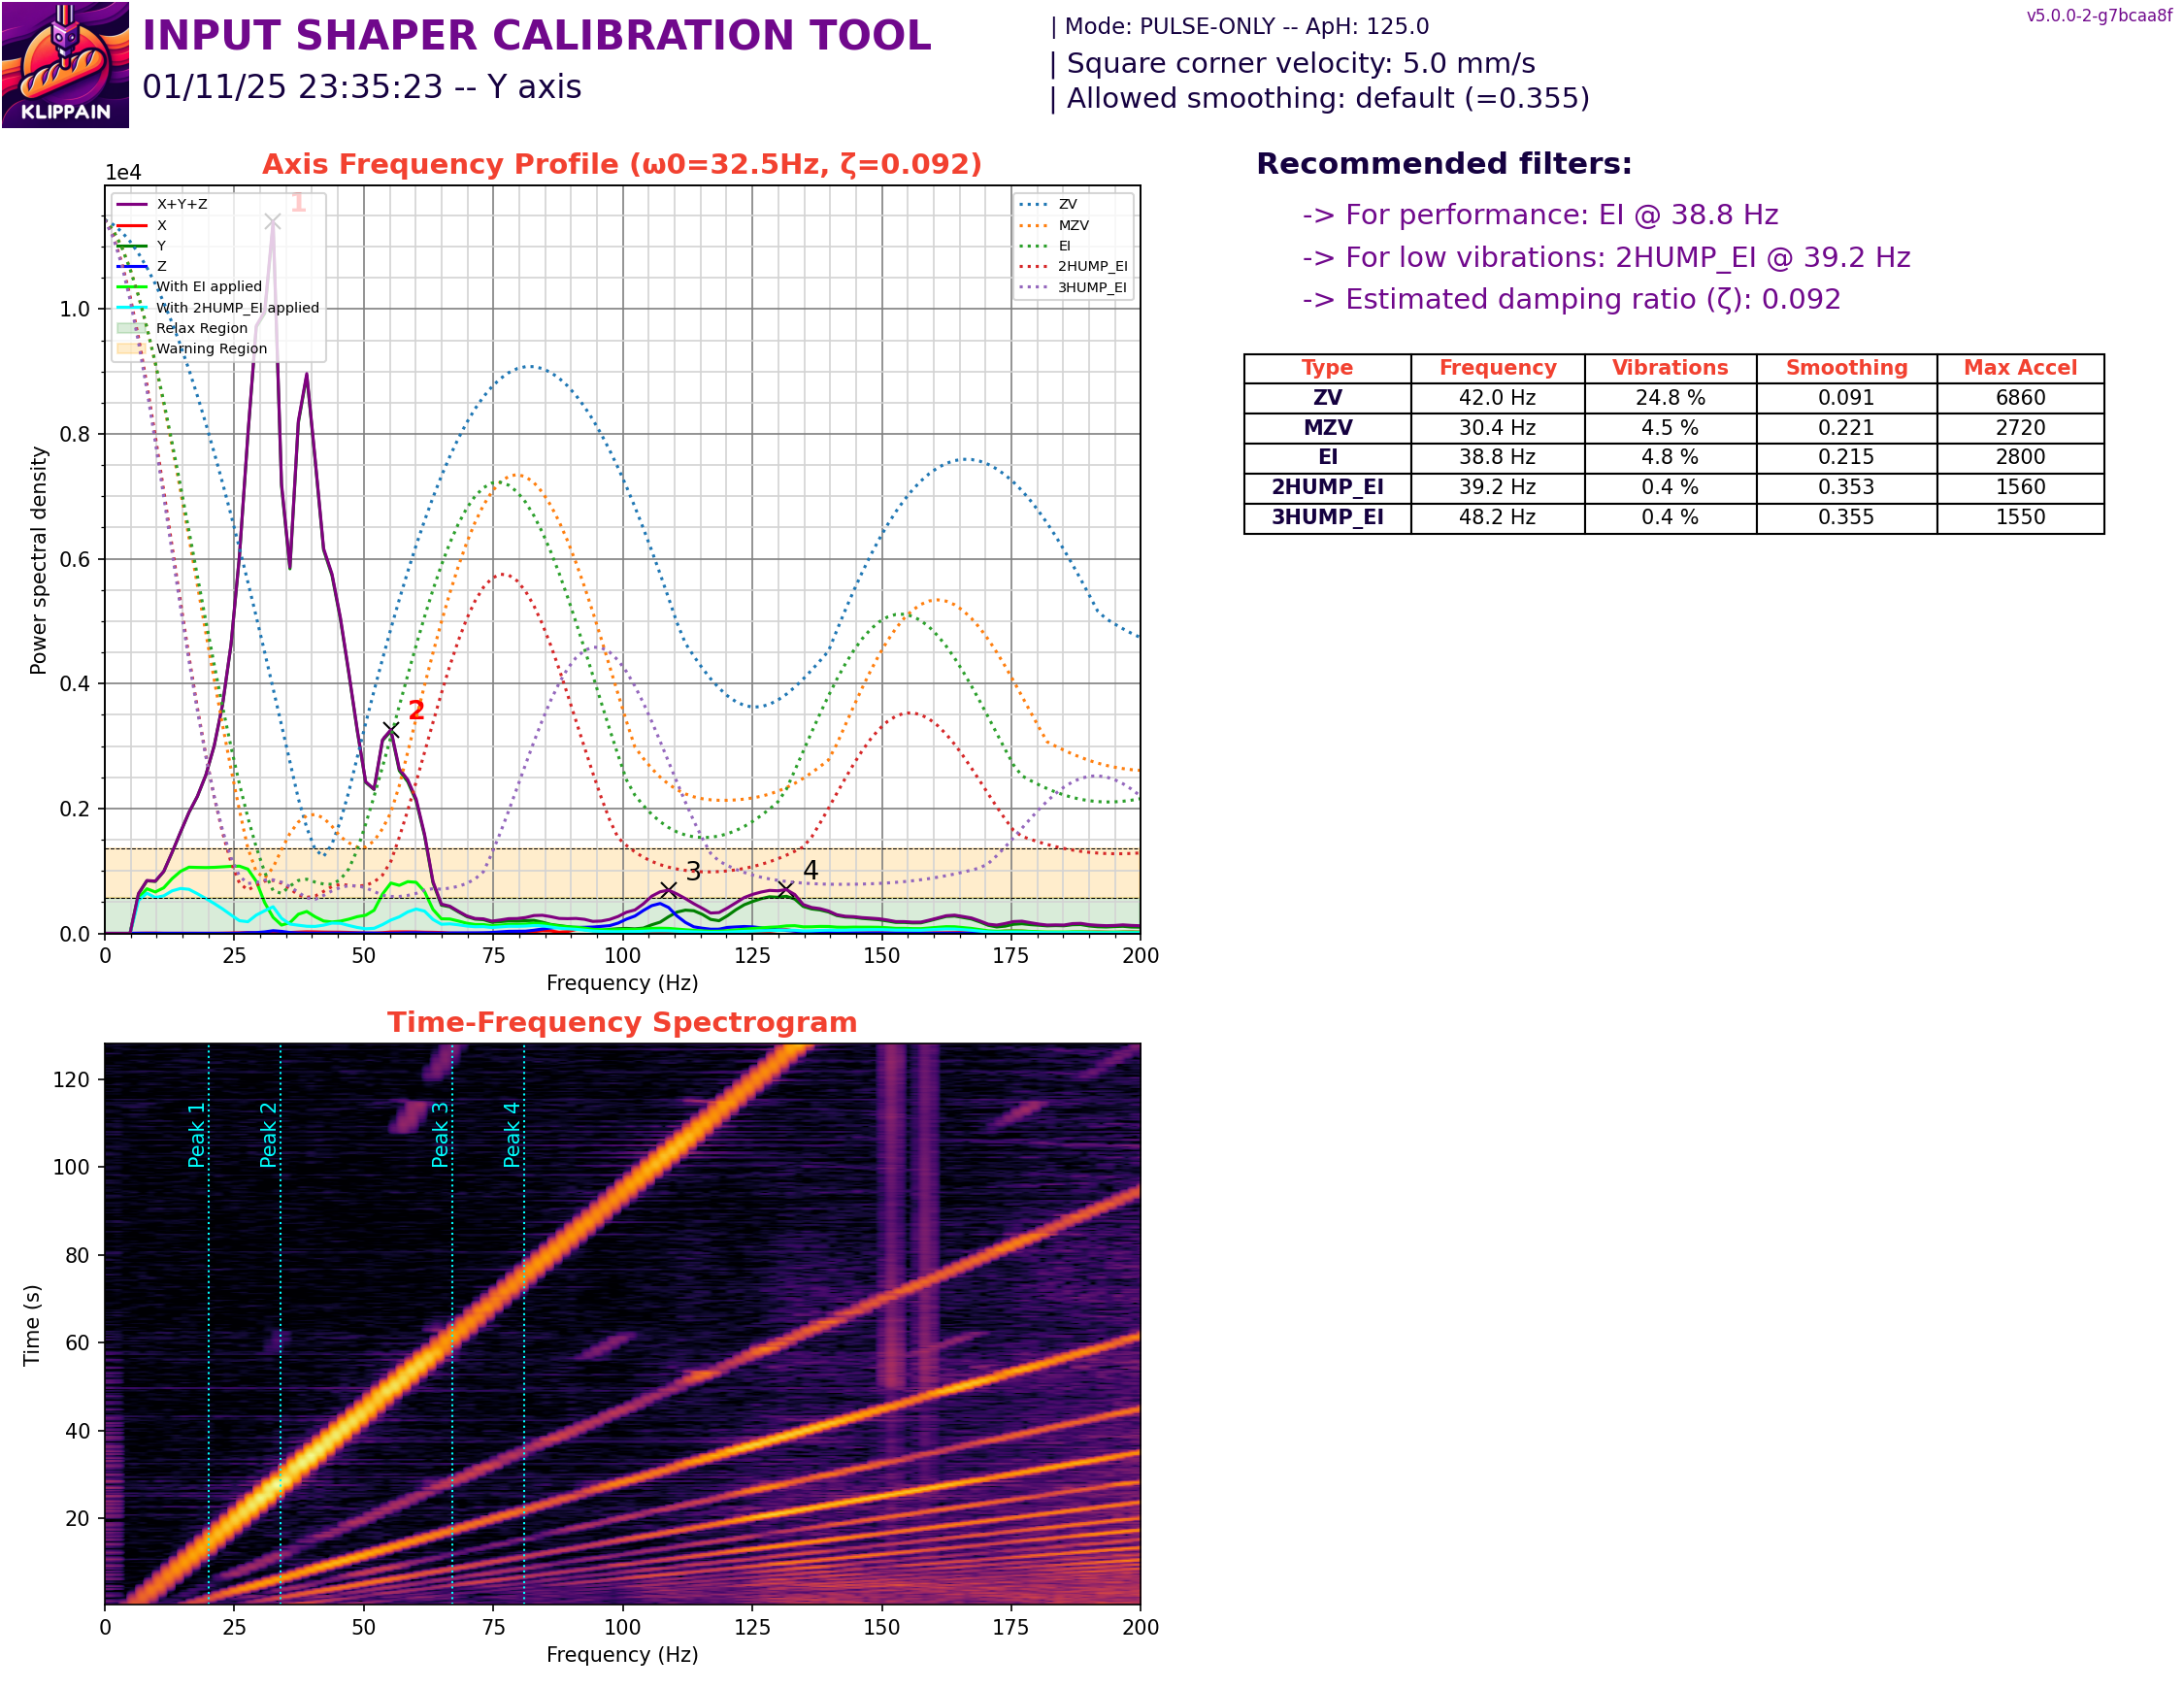 KLIPPAIN
INPUT SHAPER CALIBRATION TOOL
01/11/25 23:35:23 -- Y axis
| Mode: PULSE-ONLY -- ApH: 125.0
| Square corner velocity: 5.0 mm/s
| Allowed smoothing: default (=0.355)
v5.0.0-2-g7bcaa8f
Axis Frequency Profile (ω0=32.5Hz, ζ=0.092)
1e4
X+Y+Z
X
Y
Z
With EI applied
With 2HUMP_EI applied
Relax Region
Warning Region
ZV
MZV
EI
2HUMP_EI
3HUMP_EI
1
2
3
4
1.0
0.8
0.6
0.4
0.2
0.0
Power spectral density
0 25 50 75 100 125 150 175 200
Frequency (Hz)
Recommended filters:
-> For performance: EI @ 38.8 Hz
-> For low vibrations: 2HUMP_EI @ 39.2 Hz
-> Estimated damping ratio (ζ): 0.092
Type Frequency Vibrations Smoothing Max Accel
ZV 42.0 Hz 24.8 % 0.091 6860
MZV 30.4 Hz 4.5 % 0.221 2720
EI 38.8 Hz 4.8 % 0.215 2800
2HUMP_EI 39.2 Hz 0.4 % 0.353 1560
3HUMP_EI 48.2 Hz 0.4 % 0.355 1550
Time-Frequency Spectrogram
Peak 1
Peak 2
Peak 3
Peak 4
120
100
80
60
40
20
Time (s)
0 25 50 75 100 125 150 175 200
Frequency (Hz)